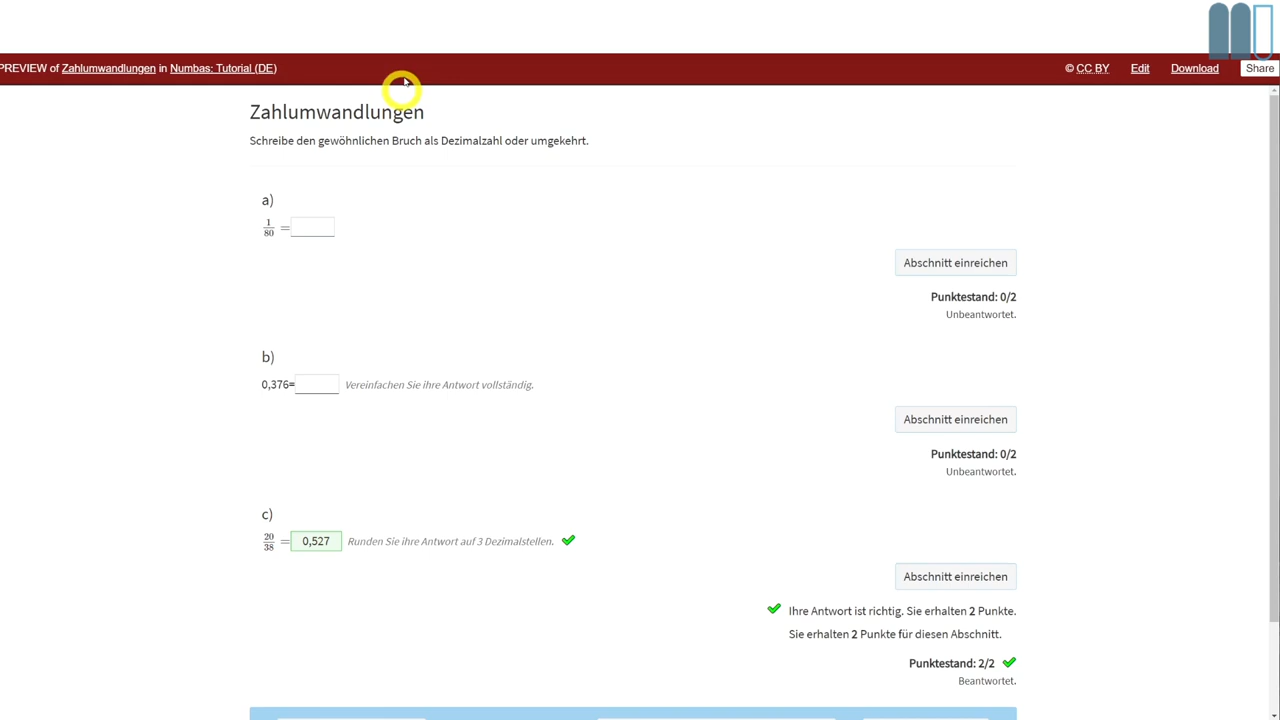 PREVIEW of Zahlumwandlungen in Numbas: Tutorial (DE)
© CC BY Edit Download Share
Zahlumwandlungen
Schreibe den gewöhnlichen Bruch als Dezimalzahl oder umgekehrt.
a)
1/80 =
Abschnitt einreichen
Punktestand: 0/2
Unbeantwortet.
b)
0,376= Vereinfachen Sie ihre Antwort vollständig.
Abschnitt einreichen
Punktestand: 0/2
Unbeantwortet.
c)
20/38 = 0,527 Runden Sie ihre Antwort auf 3 Dezimalstellen.
Abschnitt einreichen
Ihre Antwort ist richtig. Sie erhalten 2 Punkte.
Sie erhalten 2 Punkte für diesen Abschnitt.
Punktestand: 2/2
Beantwortet.